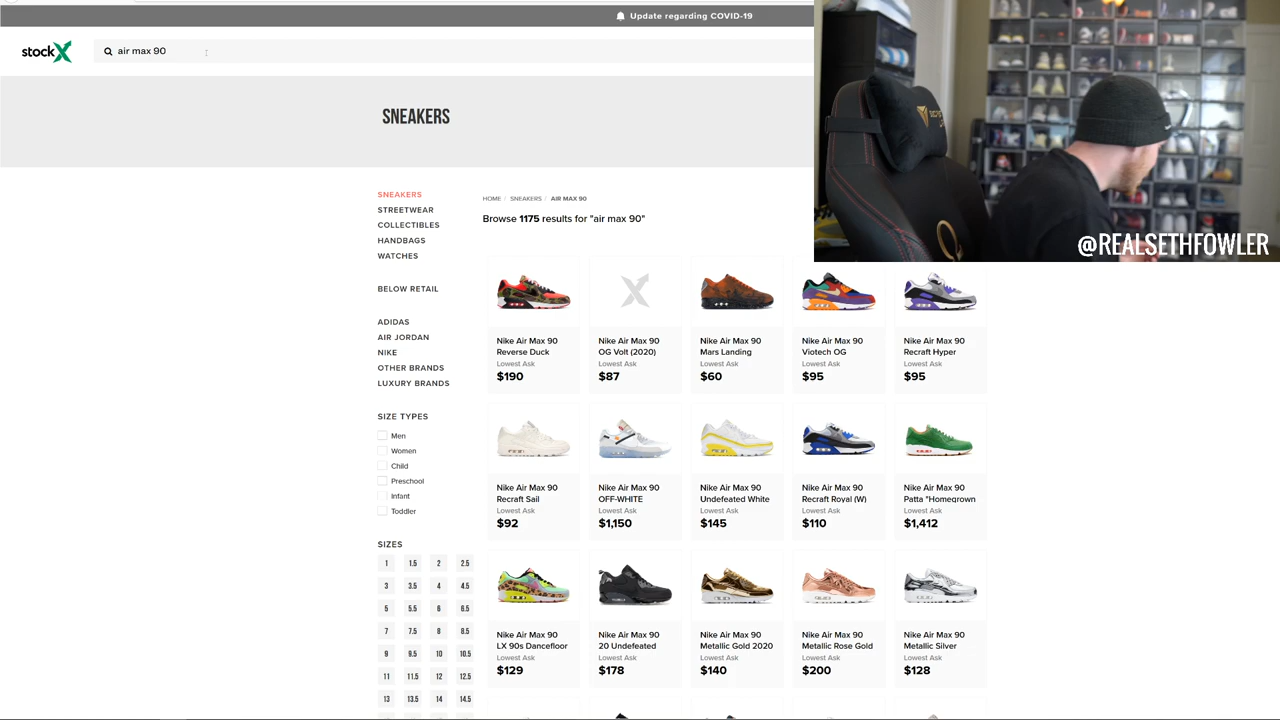 Update regarding COVID-19
stockX
air max 90
@REALSETHFOWLER
SNEAKERS
SNEAKERS
STREETWEAR
COLLECTIBLES
HANDBAGS
WATCHES
BELOW RETAIL
ADIDAS
AIR JORDAN
NIKE
OTHER BRANDS
LUXURY BRANDS
SIZE TYPES
Men
Women
Child
Preschool
Infant
Toddler
SIZES
1 1.5 2 2.5
3 3.5 4 4.5
5 5.5 6 6.5
7 7.5 8 8.5
9 9.5 10 10.5
11 11.5 12 12.5
13 13.5 14 14.5
HOME / SNEAKERS / AIR MAX 90
Browse 1175 results for "air max 90"
Nike Air Max 90
Reverse Duck
Lowest Ask
$190
Nike Air Max 90
OG Volt (2020)
Lowest Ask
$87
Nike Air Max 90
Mars Landing
Lowest Ask
$60
Nike Air Max 90
Viotech OG
Lowest Ask
$95
Nike Air Max 90
Recraft Hyper
Lowest Ask
$95
Nike Air Max 90
Recraft Sail
Lowest Ask
$92
Nike Air Max 90
OFF-WHITE
Lowest Ask
$1,150
Nike Air Max 90
Undefeated White
Lowest Ask
$145
Nike Air Max 90
Recraft Royal (W)
Lowest Ask
$110
Nike Air Max 90
Patta "Homegrown
Lowest Ask
$1,412
Nike Air Max 90
LX 90s Dancefloor
Lowest Ask
$129
Nike Air Max 90
20 Undefeated
Lowest Ask
$178
Nike Air Max 90
Metallic Gold 2020
Lowest Ask
$140
Nike Air Max 90
Metallic Rose Gold
Lowest Ask
$200
Nike Air Max 90
Metallic Silver
Lowest Ask
$128